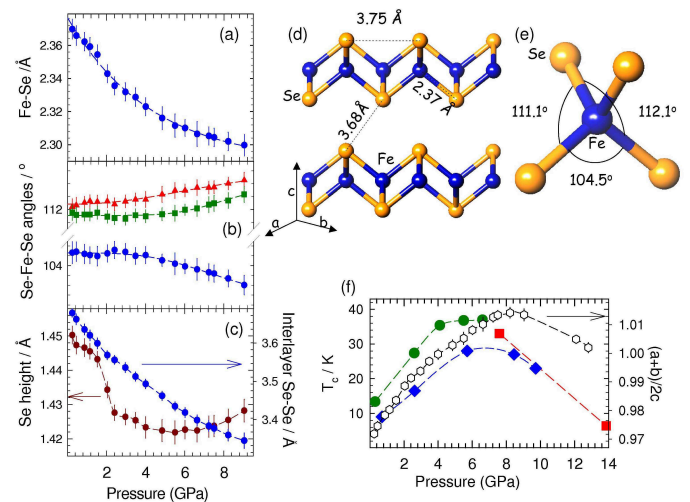 (a)
Fe-Se /Å
2.36
2.34
2.33
2.30
Se-Fe-Se angles / °
112
104
(b)
(c)
Se height / Å
1.45
1.44
1.43
1.42
3.6
3.5
3.4
Interlayer Se-Se / Å
0 2 4 6 8
Pressure (GPa)
(d)
3.75 Å
Se
2.37 Å
3.68Å
Fe
c
a
b
(e)
Se
111.1°
112.1°
Fe
104.5°
(f)
T c / K
40
30
20
10
1.01
1.00
0.99
0.98
0.97
(a+b)/2c
2 4 6 8 10 12 14
Pressure (GPa)